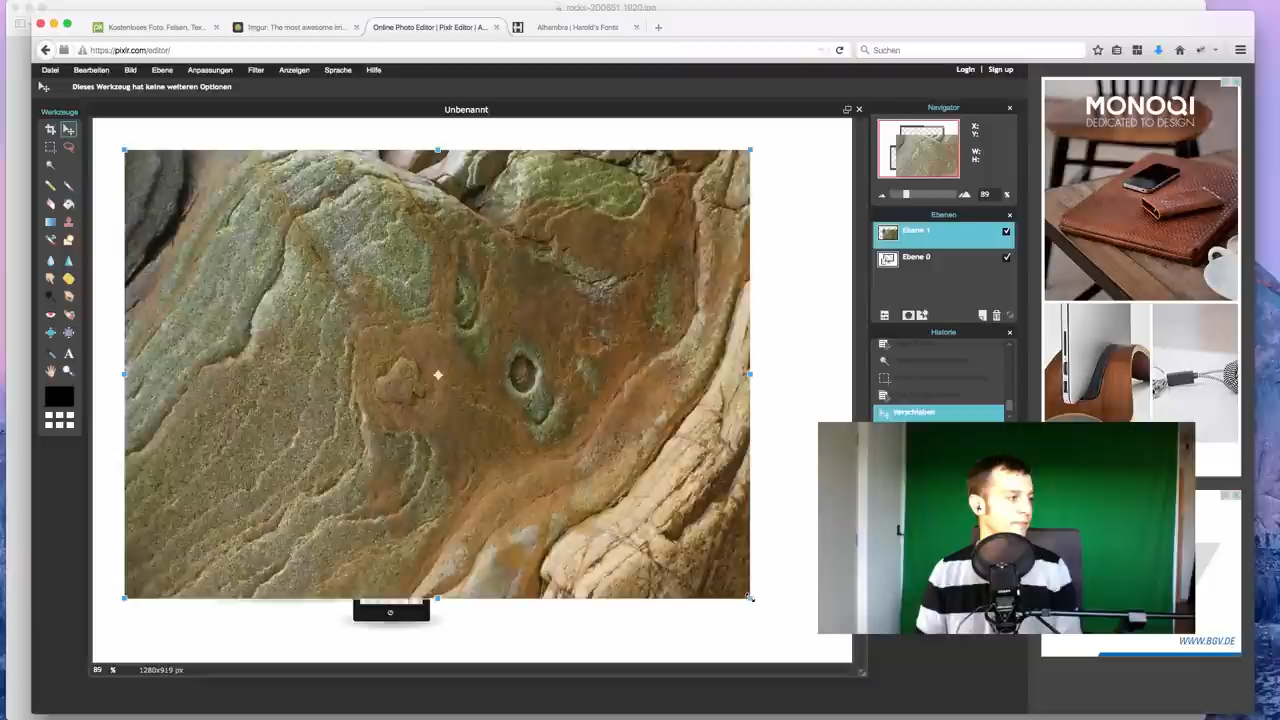 rocks-200651_1920.jpg
Kostenloses Foto: Felsen, Tex...
Imgur: The most awesome im...
Online Photo Editor | Pixlr Editor | A...
Alhambra | Harold's Fonts
https://pixlr.com/editor/
Suchen
Datei Bearbeiten Bild Ebene Anpassungen Filter Anzeigen Sprache Hilfe
Login | Sign up
Dieses Werkzeug hat keine weiteren Optionen
Werkzeuge
Unbenannt
Navigator
X:
Y:
W:
H:
89 %
Ebenen
Ebene 1
Ebene 0
Historie
Verschieben
89 % 1280x919 px
MONOQI
DEDICATED TO DESIGN
WWW.BGV.DE